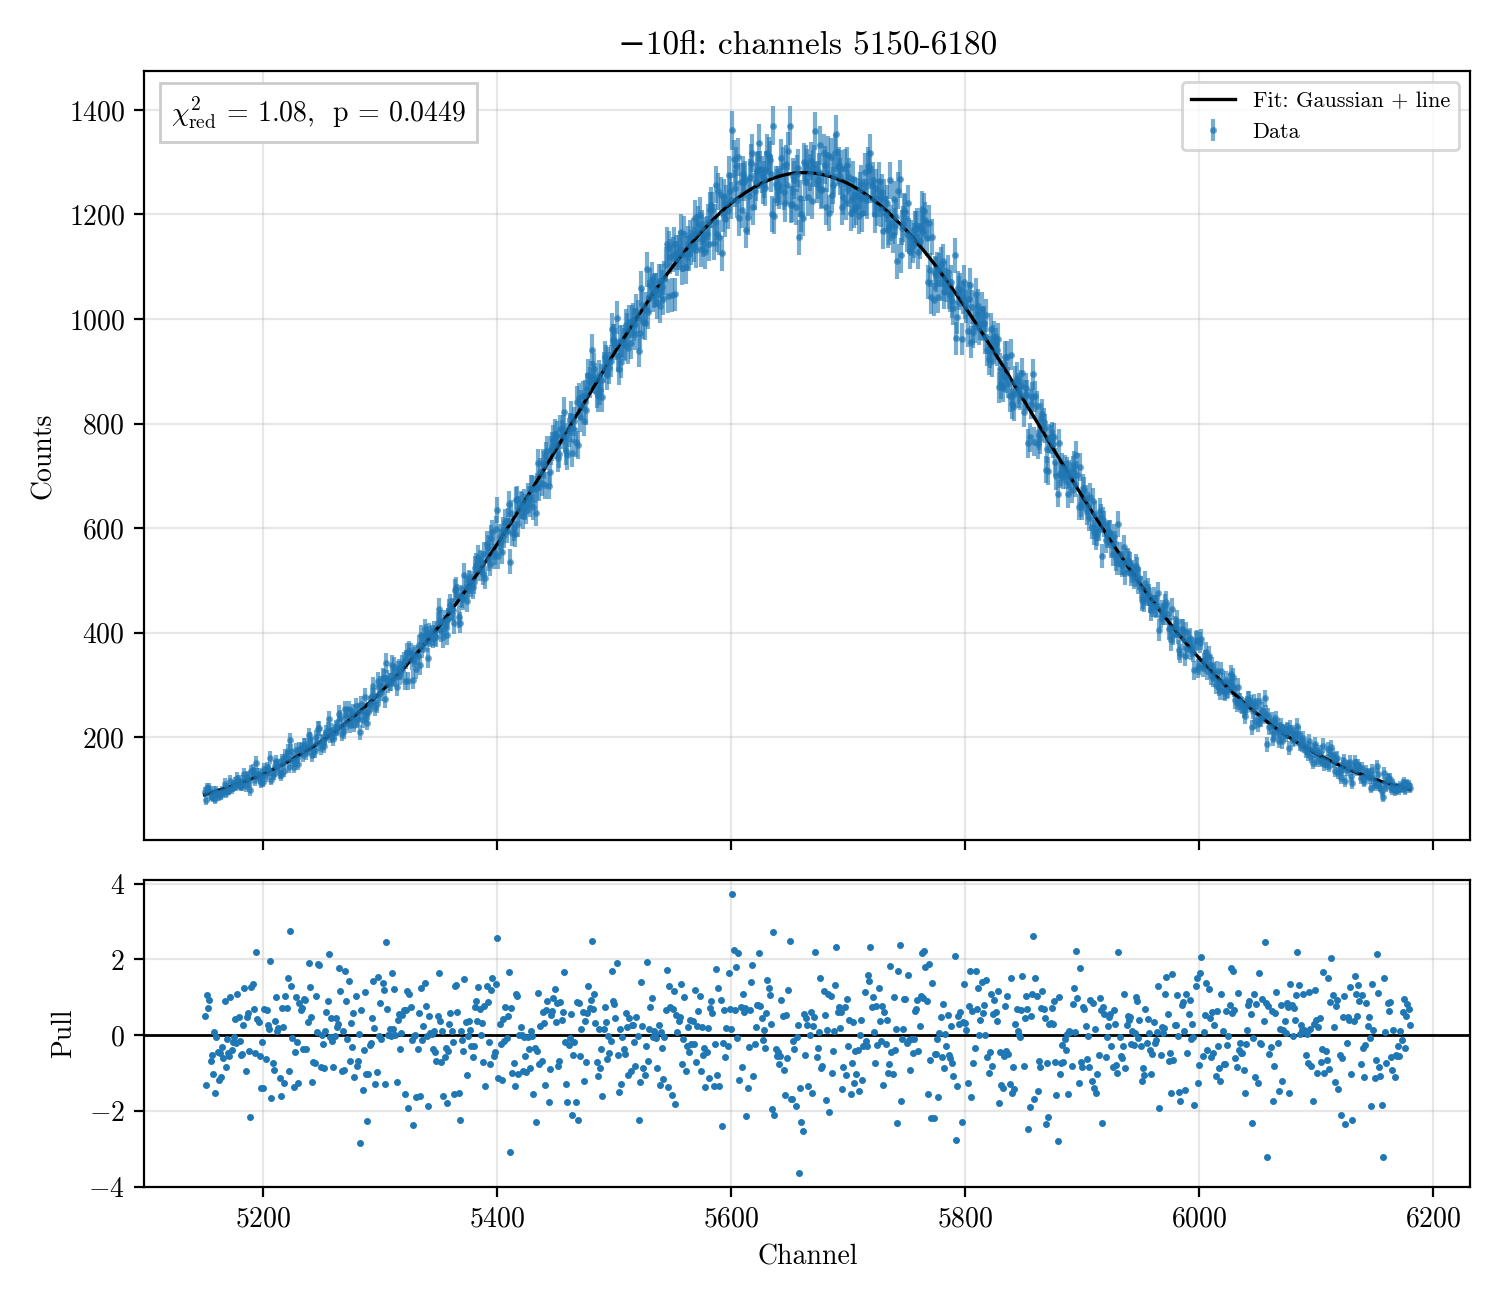 −10fl: channels 5150-6180
χ²_red = 1.08, p = 0.0449
Fit: Gaussian + line
Data
1400
1200
1000
800
600
400
200
Counts
4
2
0
−2
−4
Pull
5200 5400 5600 5800 6000 6200
Channel